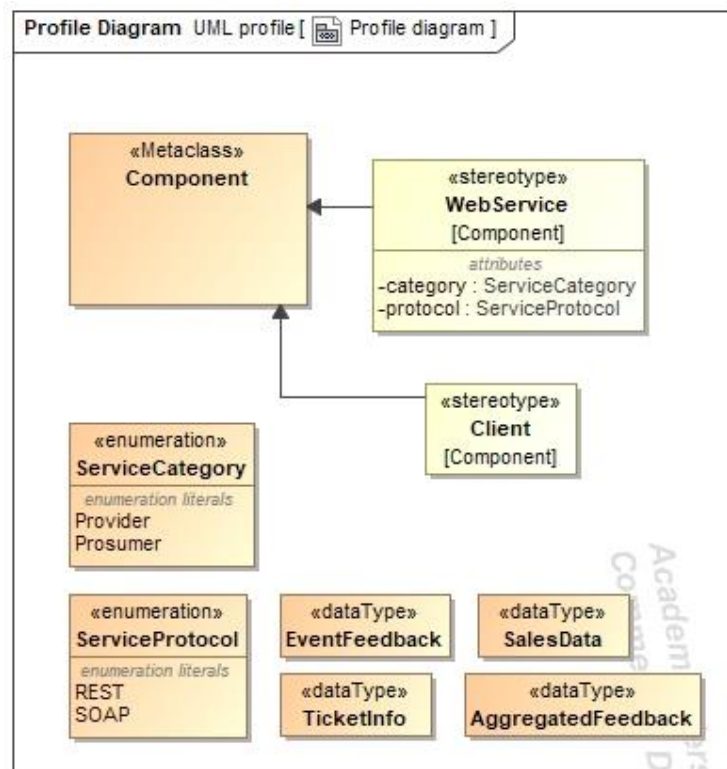 Profile Diagram UML profile [ Profile diagram ]
«Metaclass»
Component
«stereotype»
WebService
[Component]
attributes
-category : ServiceCategory
-protocol : ServiceProtocol
«stereotype»
Client
[Component]
«enumeration»
ServiceCategory
enumeration literals
Provider
Prosumer
«enumeration»
ServiceProtocol
enumeration literals
REST
SOAP
«dataType»
EventFeedback
«dataType»
SalesData
«dataType»
TicketInfo
«dataType»
AggregatedFeedback
Academ
Comme